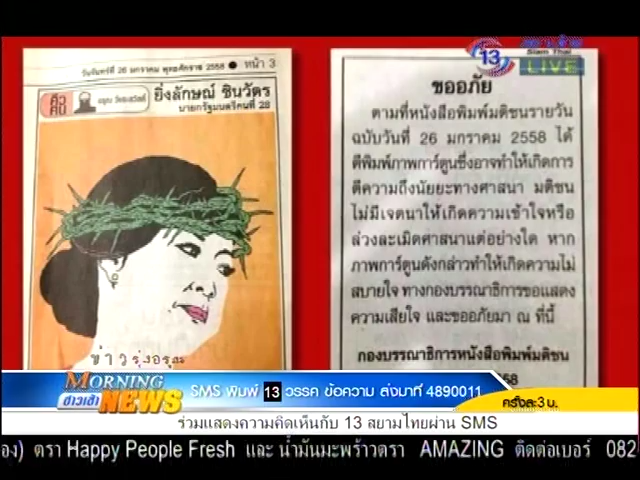 วันจันทร์ที่ 26 มกราคม พุทธศักราช 2558 ● หน้า 3
ยิ่งลักษณ์ ชินวัตร
นายกรัฐมนตรีคนที่ 28
ขออภัย
ตามที่หนังสือพิมพ์มติชนรายวัน
ฉบับวันที่ 26 มกราคม 2558 ได้
ตีพิมพ์ภาพการ์ตูนซึ่งอาจทำให้เกิดการ
ตีความถึงนัยยะทางศาสนา มติชน
ไม่มีเจตนาให้เกิดความเข้าใจหรือ
ล่วงละเมิดศาสนาแต่อย่างใด หาก
ภาพการ์ตูนดังกล่าวทำให้เกิดความไม่
สบายใจ ทางกองบรรณาธิการขอแสดง
ความเสียใจ และขออภัยมา ณ ที่นี้
กองบรรณาธิการหนังสือพิมพ์มติชน
58
13
Siam Thai
LIVE
ข่าวรุ่งอรุณ
MORNING
ข่าวเช้า NEWS
SMS พิมพ์ 13 วรรค ข้อความ ส่งมาที่ 4890011
ครั้งละ 3 บ.
ร่วมแสดงความคิดเห็นกับ 13 สยามไทยผ่าน SMS
อง) ตรา Happy People Fresh และ น้ำมันมะพร้าวตรา AMAZING ติดต่อเบอร์ 082